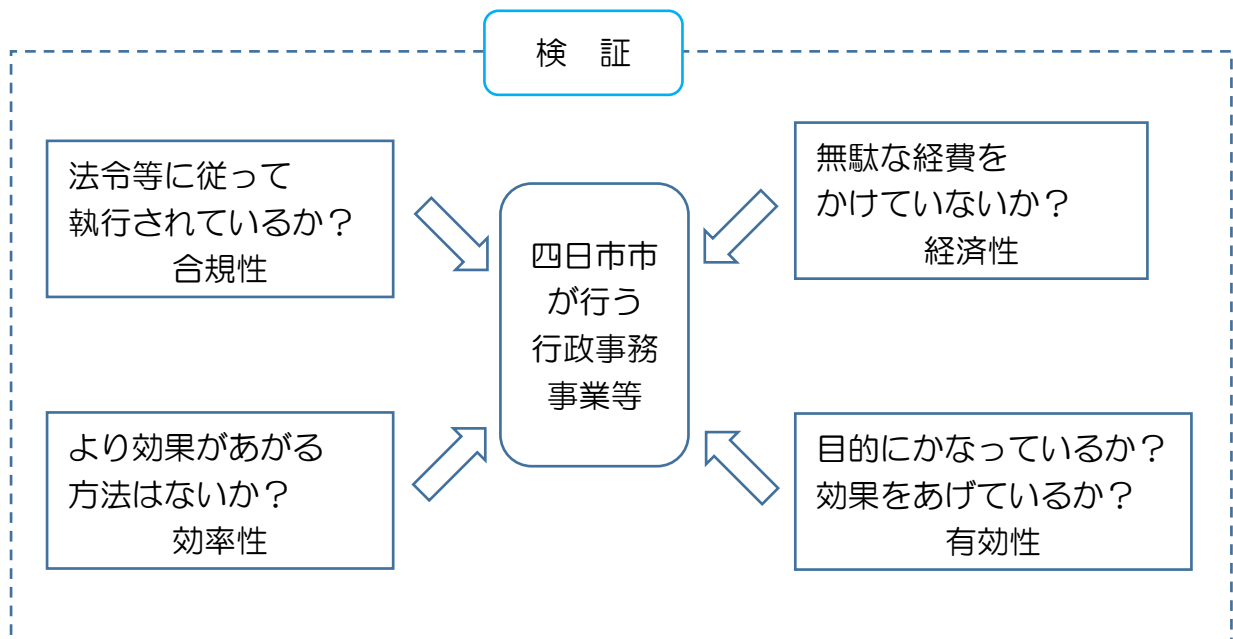 検 証
法令等に従って
執行されているか？
合規性
無駄な経費を
かけていないか？
経済性
四日市市
が行う
行政事務
事業等
より効果があがる
方法はないか？
効率性
目的にかなっているか？
効果をあげているか？
有効性